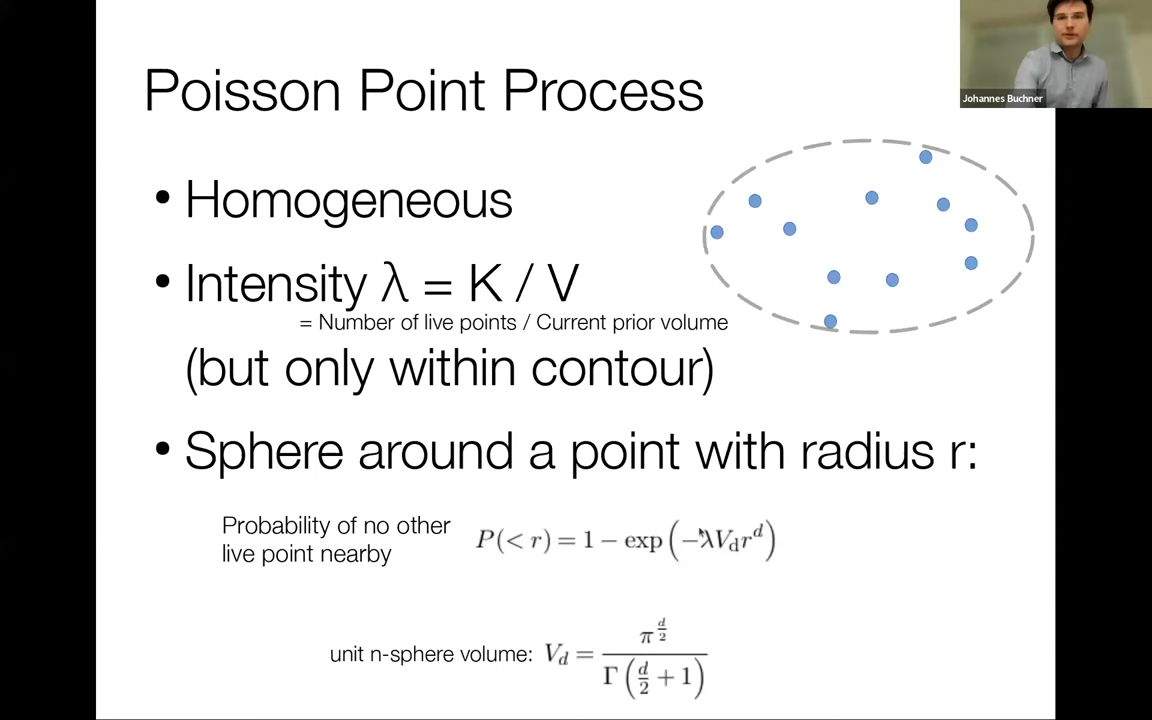 Johannes Buchner
Poisson Point Process
• Homogeneous
• Intensity λ = K / V
= Number of live points / Current prior volume
(but only within contour)
• Sphere around a point with radius r:
Probability of no other
live point nearby
P(< r) = 1 − exp(−λV_d r^d)
unit n-sphere volume: V_d = π^(d/2) / Γ(d/2 + 1)